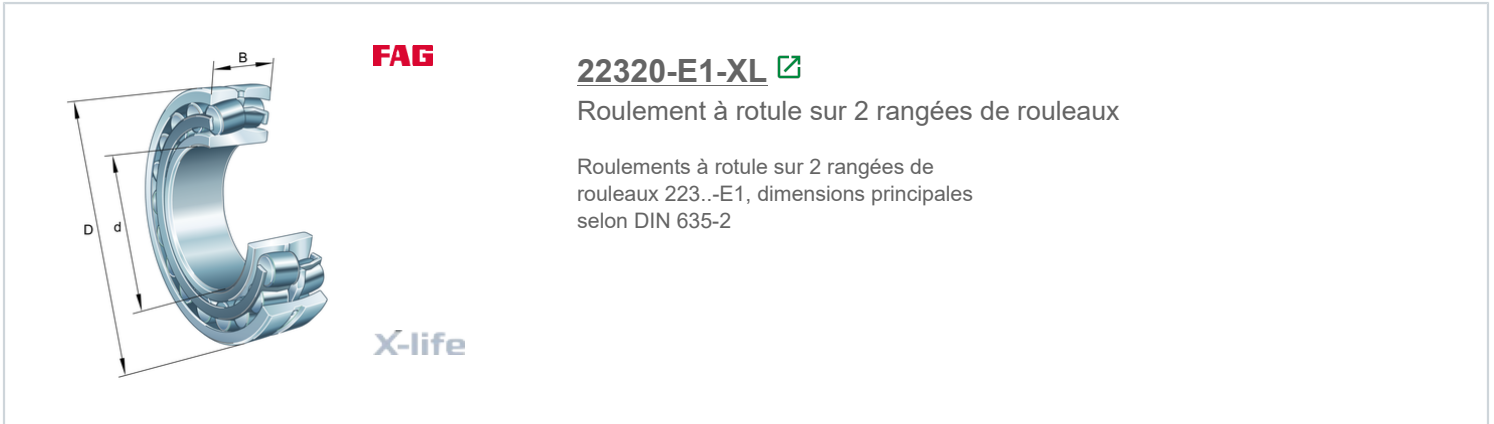 B
FAG
22320-E1-XL
Roulement à rotule sur 2 rangées de rouleaux
Roulements à rotule sur 2 rangées de
rouleaux 223..-E1, dimensions principales
selon DIN 635-2
D
d
X-life